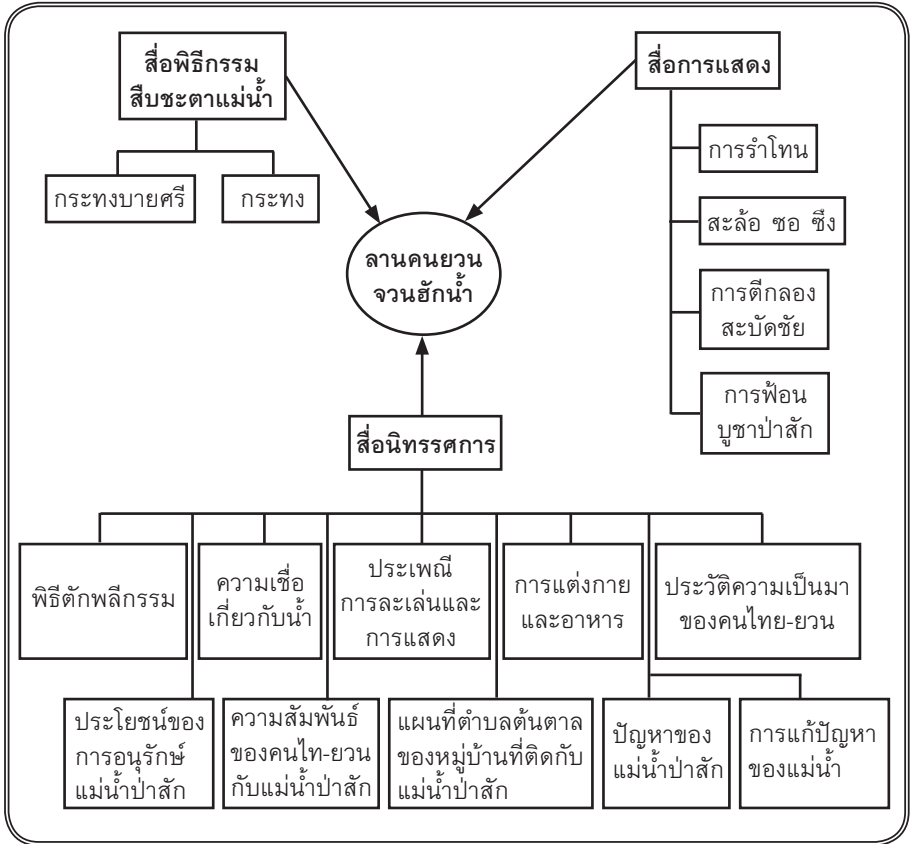 สื่อพิธีกรรม
สืบชะตาแม่น้ำ
กระทงบายศรี
กระทง
สื่อการแสดง
การรำโทน
สะล้อ ซอ ซึง
การตีกลอง
สะบัดชัย
การฟ้อน
บูชาป่าสัก
ลานคนยวน
จวนฮักน้ำ
สื่อนิทรรศการ
พิธีตักพลีกรรม
ความเชื่อ
เกี่ยวกับน้ำ
ประเพณี
การละเล่นและ
การแสดง
การแต่งกาย
และอาหาร
ประวัติความเป็นมา
ของคนไทย-ยวน
ประโยชน์ของ
การอนุรักษ์
แม่น้ำป่าสัก
ความสัมพันธ์
ของคนไท-ยวน
กับแม่น้ำป่าสัก
แผนที่ตำบลต้นตาล
ของหมู่บ้านที่ติดกับ
แม่น้ำป่าสัก
ปัญหาของ
แม่น้ำป่าสัก
การแก้ปัญหา
ของแม่น้ำ